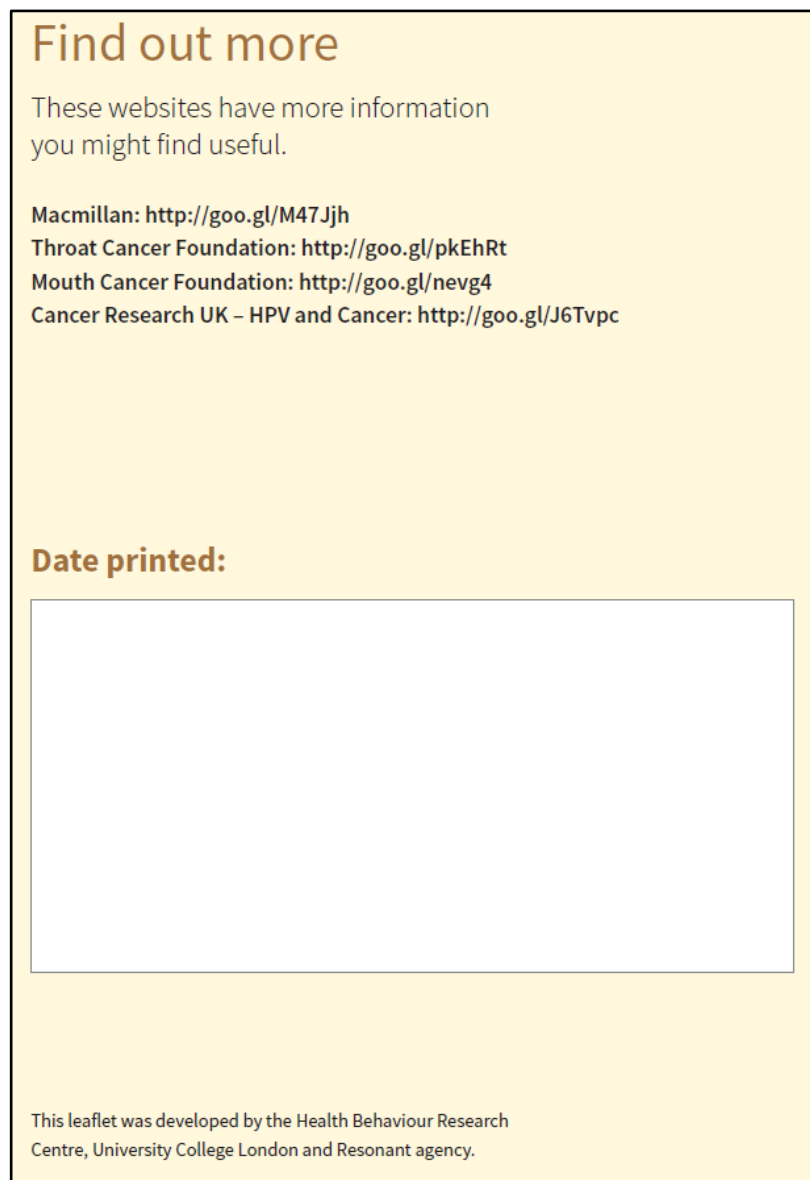 Find out more
These websites have more information
you might find useful.
Macmillan: http://goo.gl/M47Jjh
Throat Cancer Foundation: http://goo.gl/pkEhRt
Mouth Cancer Foundation: http://goo.gl/nevg4
Cancer Research UK – HPV and Cancer: http://goo.gl/J6Tvpc
Date printed:
This leaflet was developed by the Health Behaviour Research
Centre, University College London and Resonant agency.